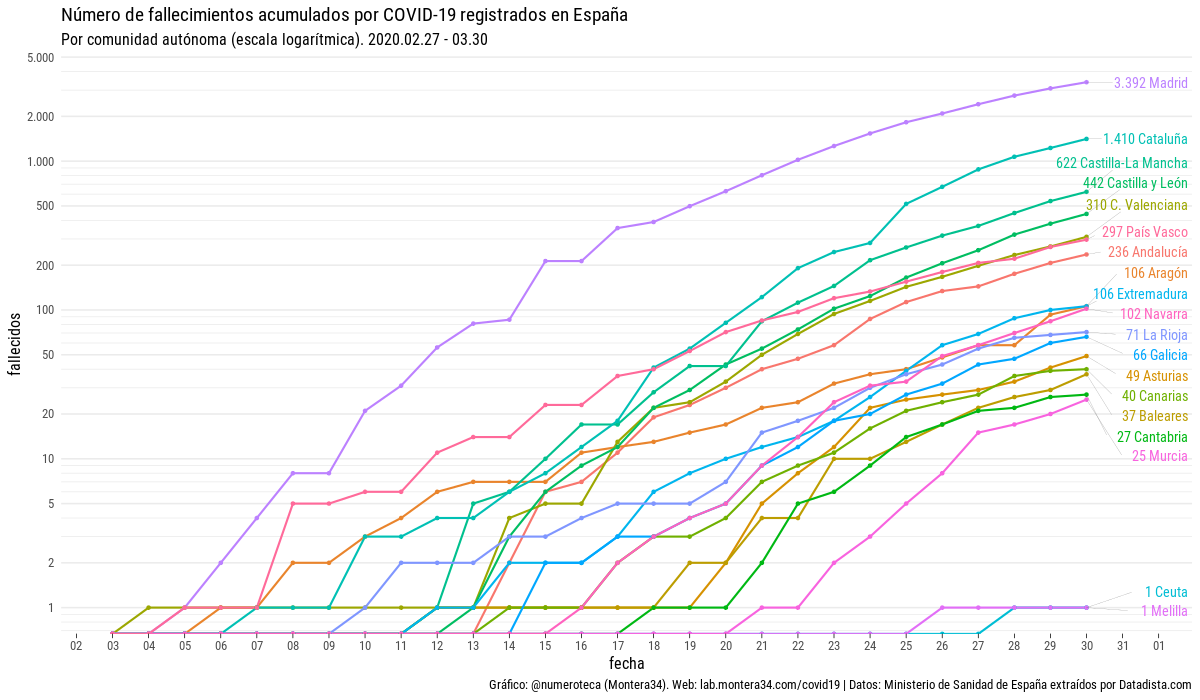 Número de fallecimientos acumulados por COVID-19 registrados en España
Por comunidad autónoma (escala logarítmica). 2020.02.27 - 03.30
5.000
2.000
1.000
500
200
100
50
20
10
5
2
1
fallecidos
3.392 Madrid
1.410 Cataluña
622 Castilla-La Mancha
442 Castilla y León
310 C. Valenciana
297 País Vasco
236 Andalucía
106 Aragón
106 Extremadura
102 Navarra
71 La Rioja
66 Galicia
49 Asturias
40 Canarias
37 Baleares
27 Cantabria
25 Murcia
1 Ceuta
1 Melilla
02 03 04 05 06 07 08 09 10 11 12 13 14 15 16 17 18 19 20 21 22 23 24 25 26 27 28 29 30 31 01
fecha
Gráfico: @numeroteca (Montera34). Web: lab.montera34.com/covid19 | Datos: Ministerio de Sanidad de España extraídos por Datadista.com